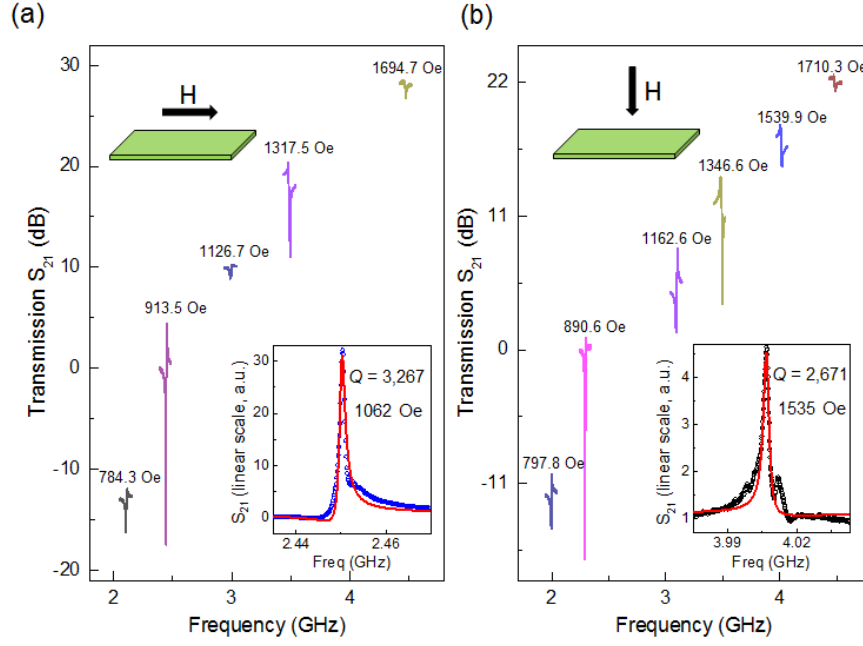 (a)
Transmission S21 (dB)
30
20
10
0
-10
-20
H
1694.7 Oe
1317.5 Oe
1126.7 Oe
913.5 Oe
784.3 Oe
S21 (linear scale, a.u.)
30
20
10
0
Q = 3,267
1062 Oe
2.44
2.46
Freq (GHz)
2
3
4
Frequency (GHz)
(b)
Transmission S21 (dB)
22
11
0
-11
H
1710.3 Oe
1539.9 Oe
1346.6 Oe
1162.6 Oe
890.6 Oe
797.8 Oe
S21 (linear scale, a.u.)
4
3
2
1
Q = 2,671
1535 Oe
3.99
4.02
Freq (GHz)
2
3
4
Frequency (GHz)